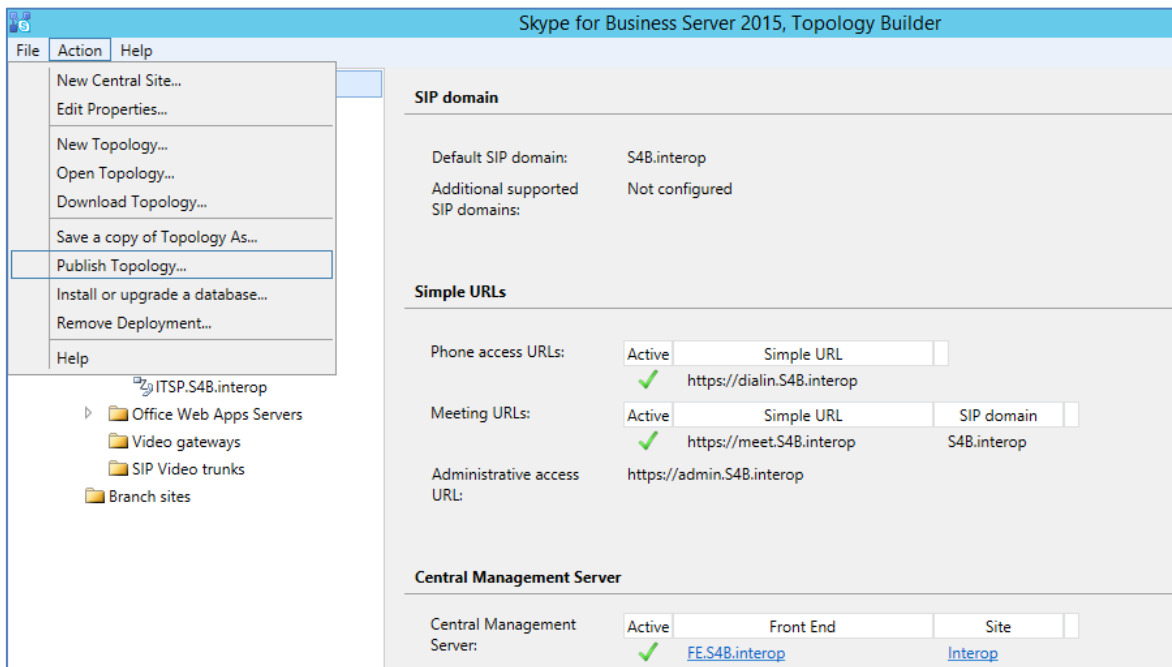 Skype for Business Server 2015, Topology Builder
File Action Help
New Central Site...
Edit Properties...
New Topology...
Open Topology...
Download Topology...
Save a copy of Topology As...
Publish Topology...
Install or upgrade a database...
Remove Deployment...
Help
ITSP.S4B.interop
Office Web Apps Servers
Video gateways
SIP Video trunks
Branch sites
SIP domain
Default SIP domain: S4B.interop
Additional supported Not configured
SIP domains:
Simple URLs
Phone access URLs: Active Simple URL
https://dialin.S4B.interop
Meeting URLs: Active Simple URL SIP domain
https://meet.S4B.interop S4B.interop
Administrative access https://admin.S4B.interop
URL:
Central Management Server
Central Management Active Front End Site
Server: FE.S4B.interop Interop